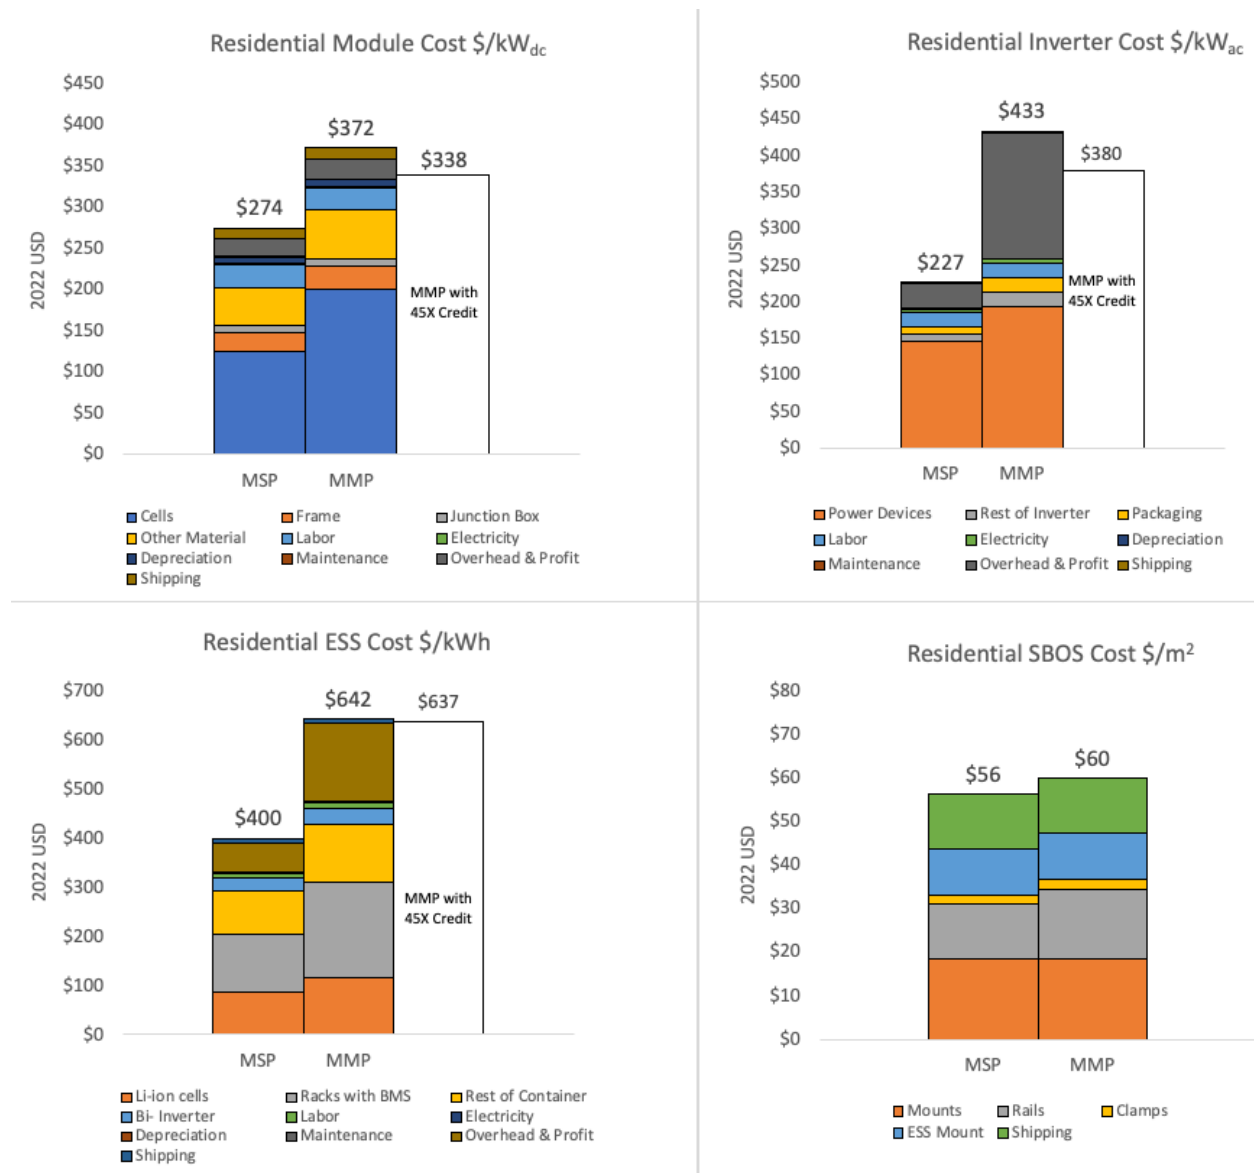 Residential Module Cost $/kWdc
$450
$400
$350
$300
$250
$200
$150
$100
$50
$0
2022 USD
$274
$372
$338
MMP with
45X Credit
MSP MMP
Cells Frame Junction Box
Other Material Labor Electricity
Depreciation Maintenance Overhead & Profit
Shipping
Residential Inverter Cost $/kWac
$500
$450
$400
$350
$300
$250
$200
$150
$100
$50
$0
2022 USD
$227
$433
$380
MMP with
45X Credit
MSP MMP
Power Devices Rest of Inverter Packaging
Labor Electricity Depreciation
Maintenance Overhead & Profit Shipping
Residential ESS Cost $/kWh
$700
$600
$500
$400
$300
$200
$100
$0
2022 USD
$400
$642
$637
MMP with
45X Credit
MSP MMP
Li-ion cells Racks with BMS Rest of Container
Bi- Inverter Labor Electricity
Depreciation Maintenance Overhead & Profit
Shipping
Residential SBOS Cost $/m²
$80
$70
$60
$50
$40
$30
$20
$10
$0
2022 USD
$56
$60
MSP MMP
Mounts Rails Clamps
ESS Mount Shipping